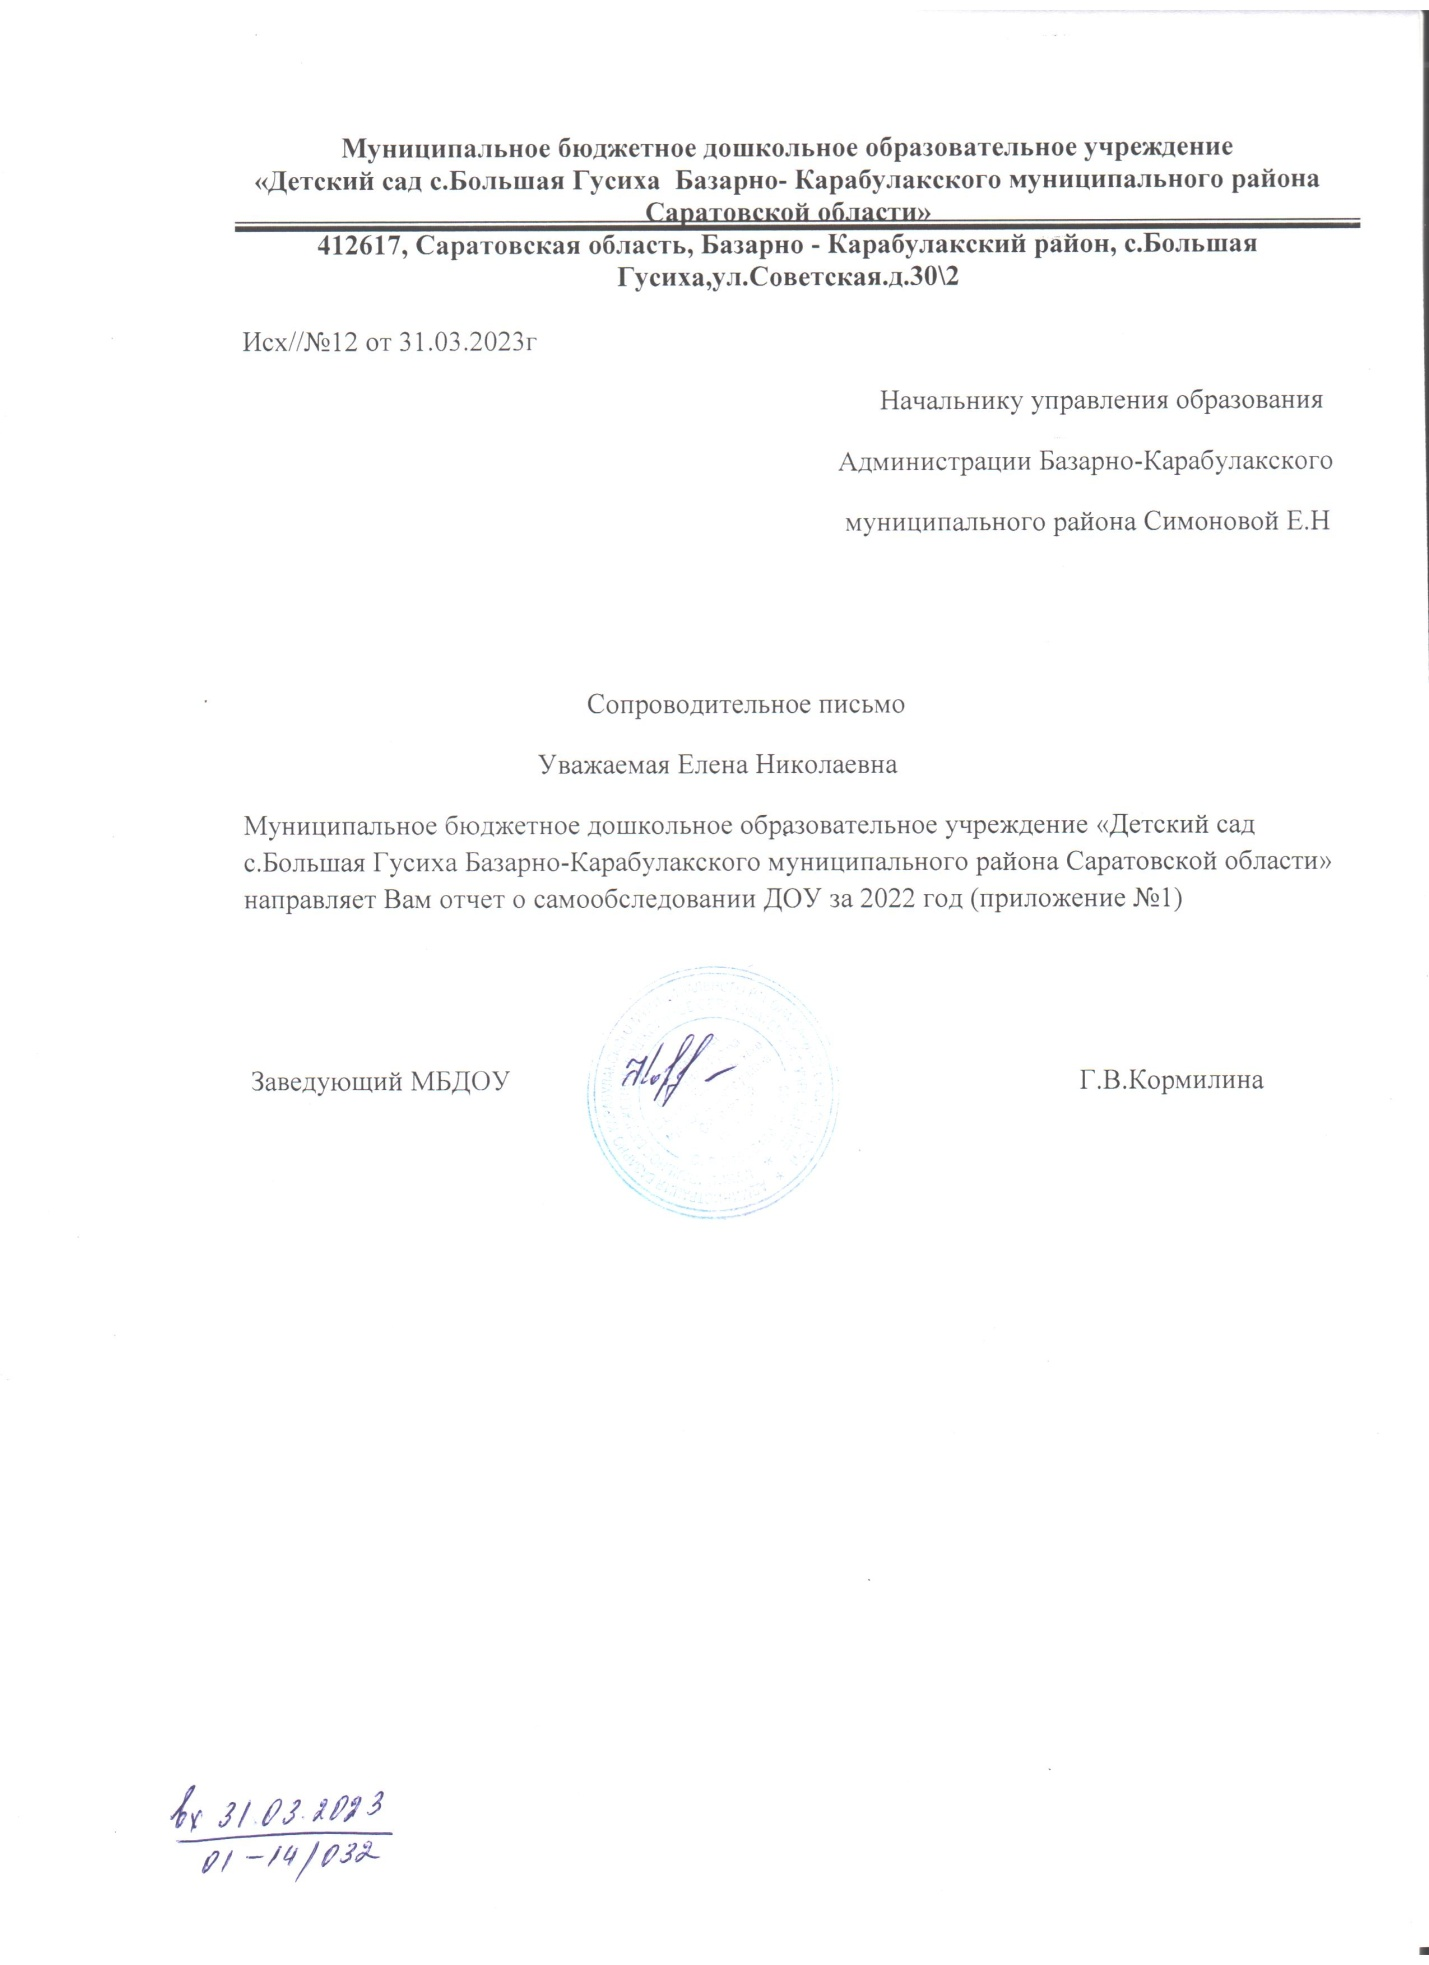 Муниципальное бюджетное дошкольное образовательное учреждение
«Детский сад с.Большая Гусиха  Базарно- Карабулакского муниципального района
Саратовской области»
412617, Саратовская область, Базарно - Карабулакский район, с.Большая
Гусиха,ул.Советская.д.30\2
Исх//№12 от 31.03.2023г
Начальнику управления образования
Администрации Базарно-Карабулакского
муниципального района Симоновой Е.Н
Сопроводительное письмо
Уважаемая Елена Николаевна
Муниципальное бюджетное дошкольное образовательное учреждение «Детский сад
с.Большая Гусиха Базарно-Карабулакского муниципального района Саратовской области»
направляет Вам отчет о самообследовании ДОУ за 2022 год (приложение №1)
Заведующий МБДОУ
Г.В.Кормилина
вх 31.03.2023
01-14/032